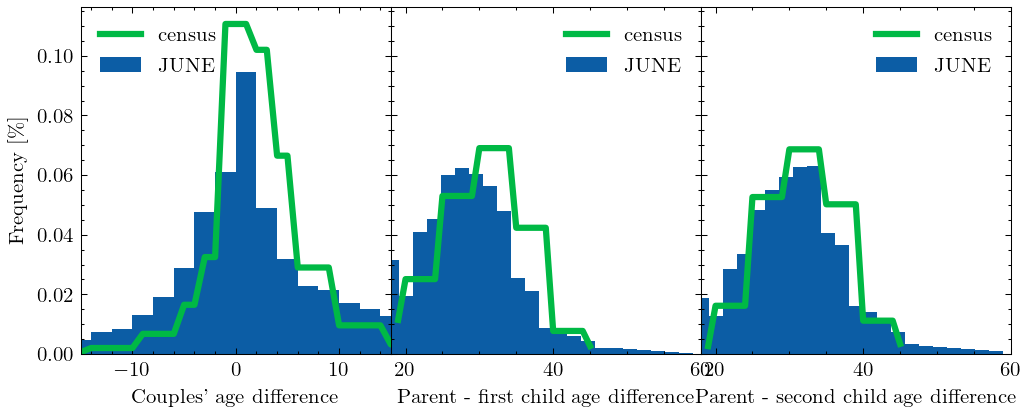 census
JUNE
census
JUNE
census
JUNE
Frequency [%]
0.10
0.08
0.06
0.04
0.02
0.00
−10 0 10
20 40 60
20 40 60
Couples' age difference
Parent - first child age difference
Parent - second child age difference